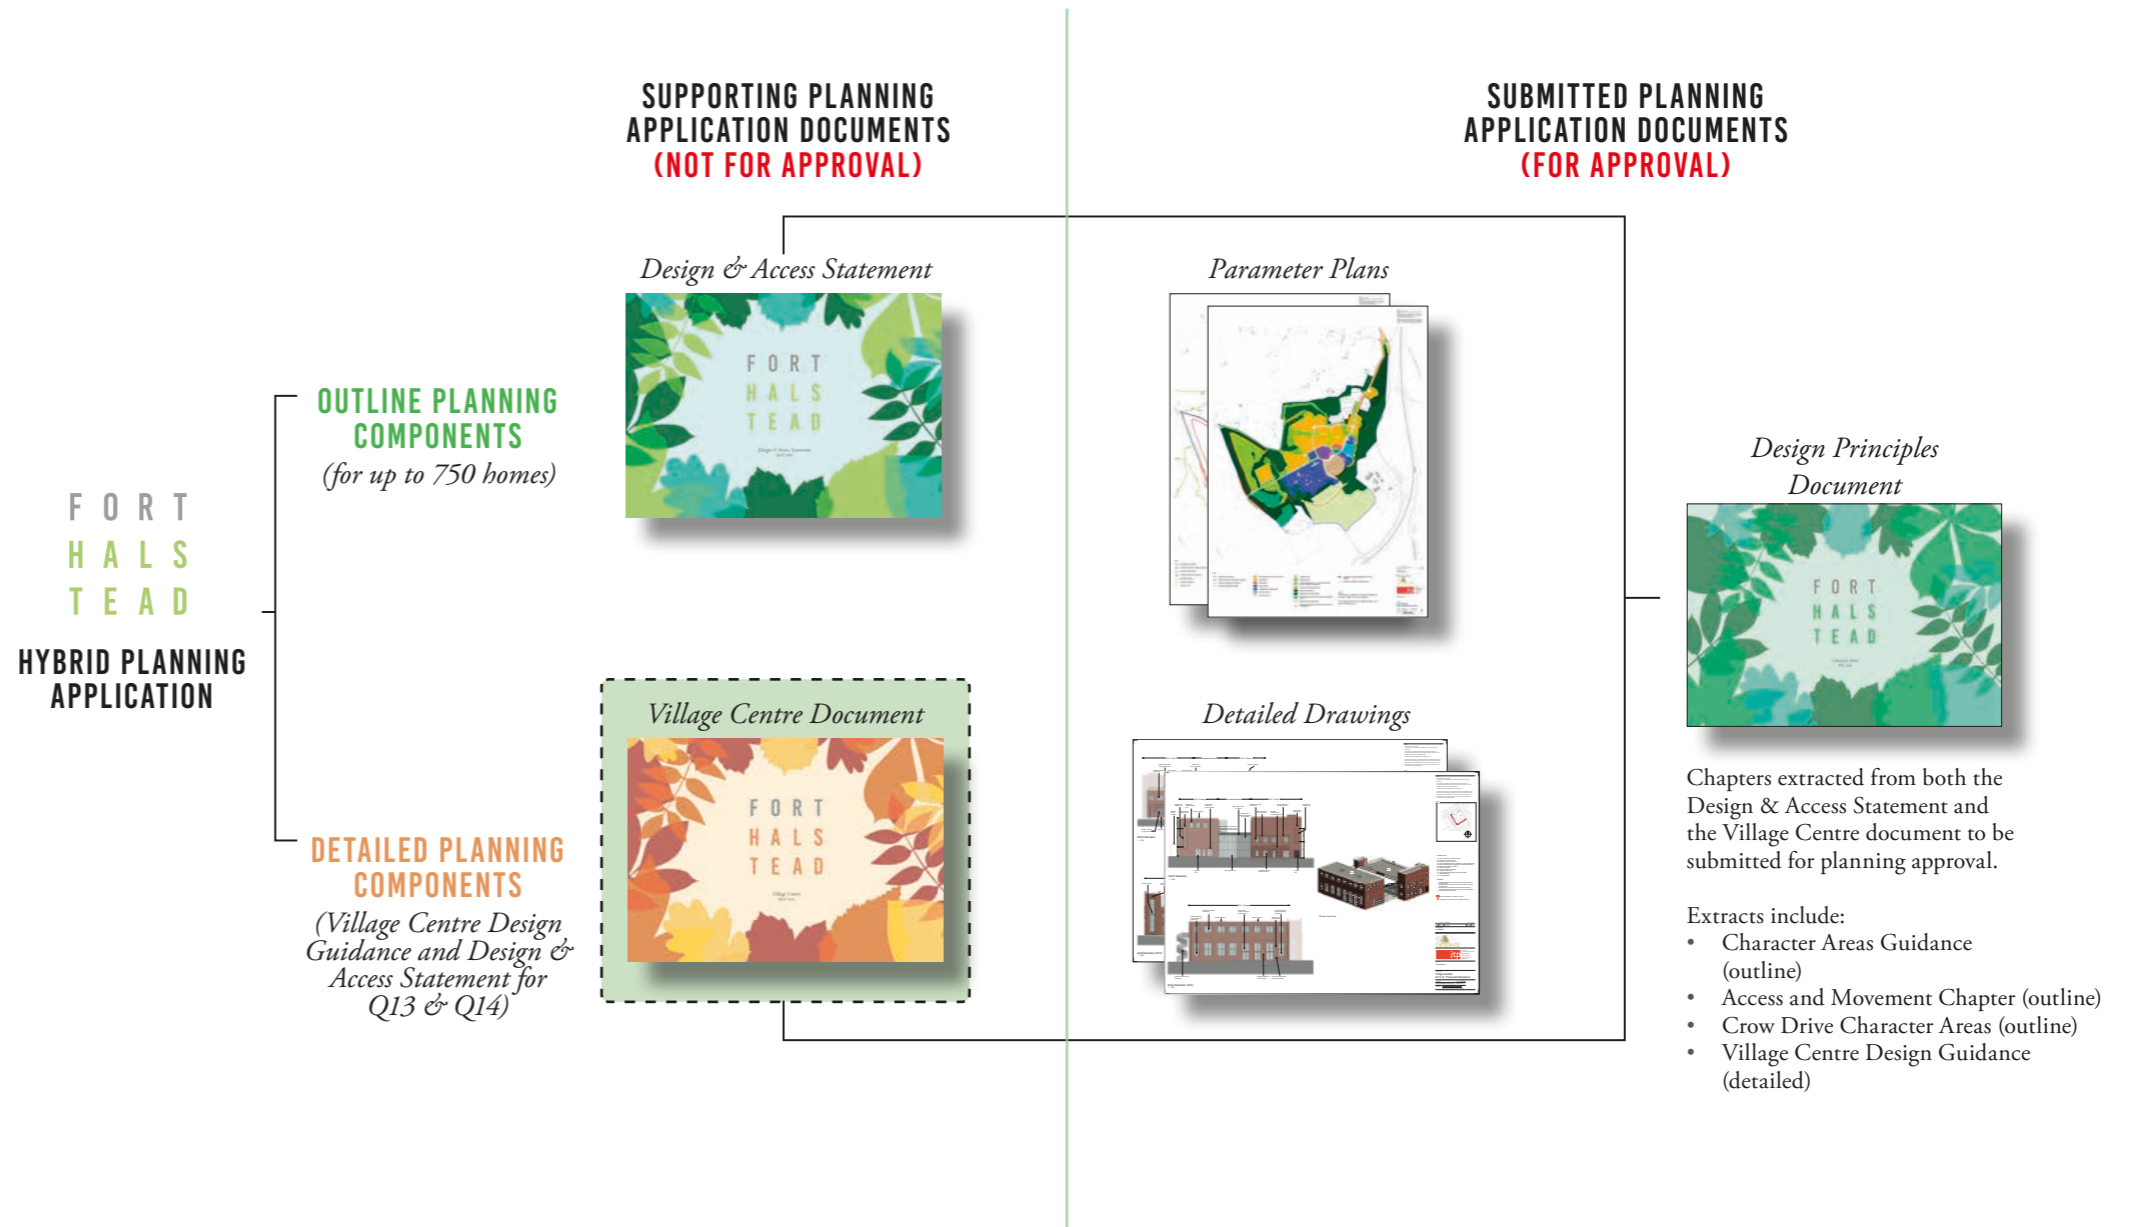 SUPPORTING PLANNING
APPLICATION DOCUMENTS
(NOT FOR APPROVAL)
SUBMITTED PLANNING
APPLICATION DOCUMENTS
(FOR APPROVAL)
FORT
HALS
TEAD
HYBRID PLANNING
APPLICATION
OUTLINE PLANNING
COMPONENTS
(for up to 750 homes)
DETAILED PLANNING
COMPONENTS
(Village Centre Design
Guidance and Design &
Access Statement for
Q13 & Q14)
Design & Access Statement
FORT
HALS
TEAD
Village Centre Document
FORT
HALS
TEAD
Parameter Plans
Detailed Drawings
Design Principles
Document
FORT
HALS
TEAD
Chapters extracted from both the
Design & Access Statement and
the Village Centre document to be
submitted for planning approval.
Extracts include:
• Character Areas Guidance
(outline)
• Access and Movement Chapter (outline)
• Crow Drive Character Areas (outline)
• Village Centre Design Guidance
(detailed)